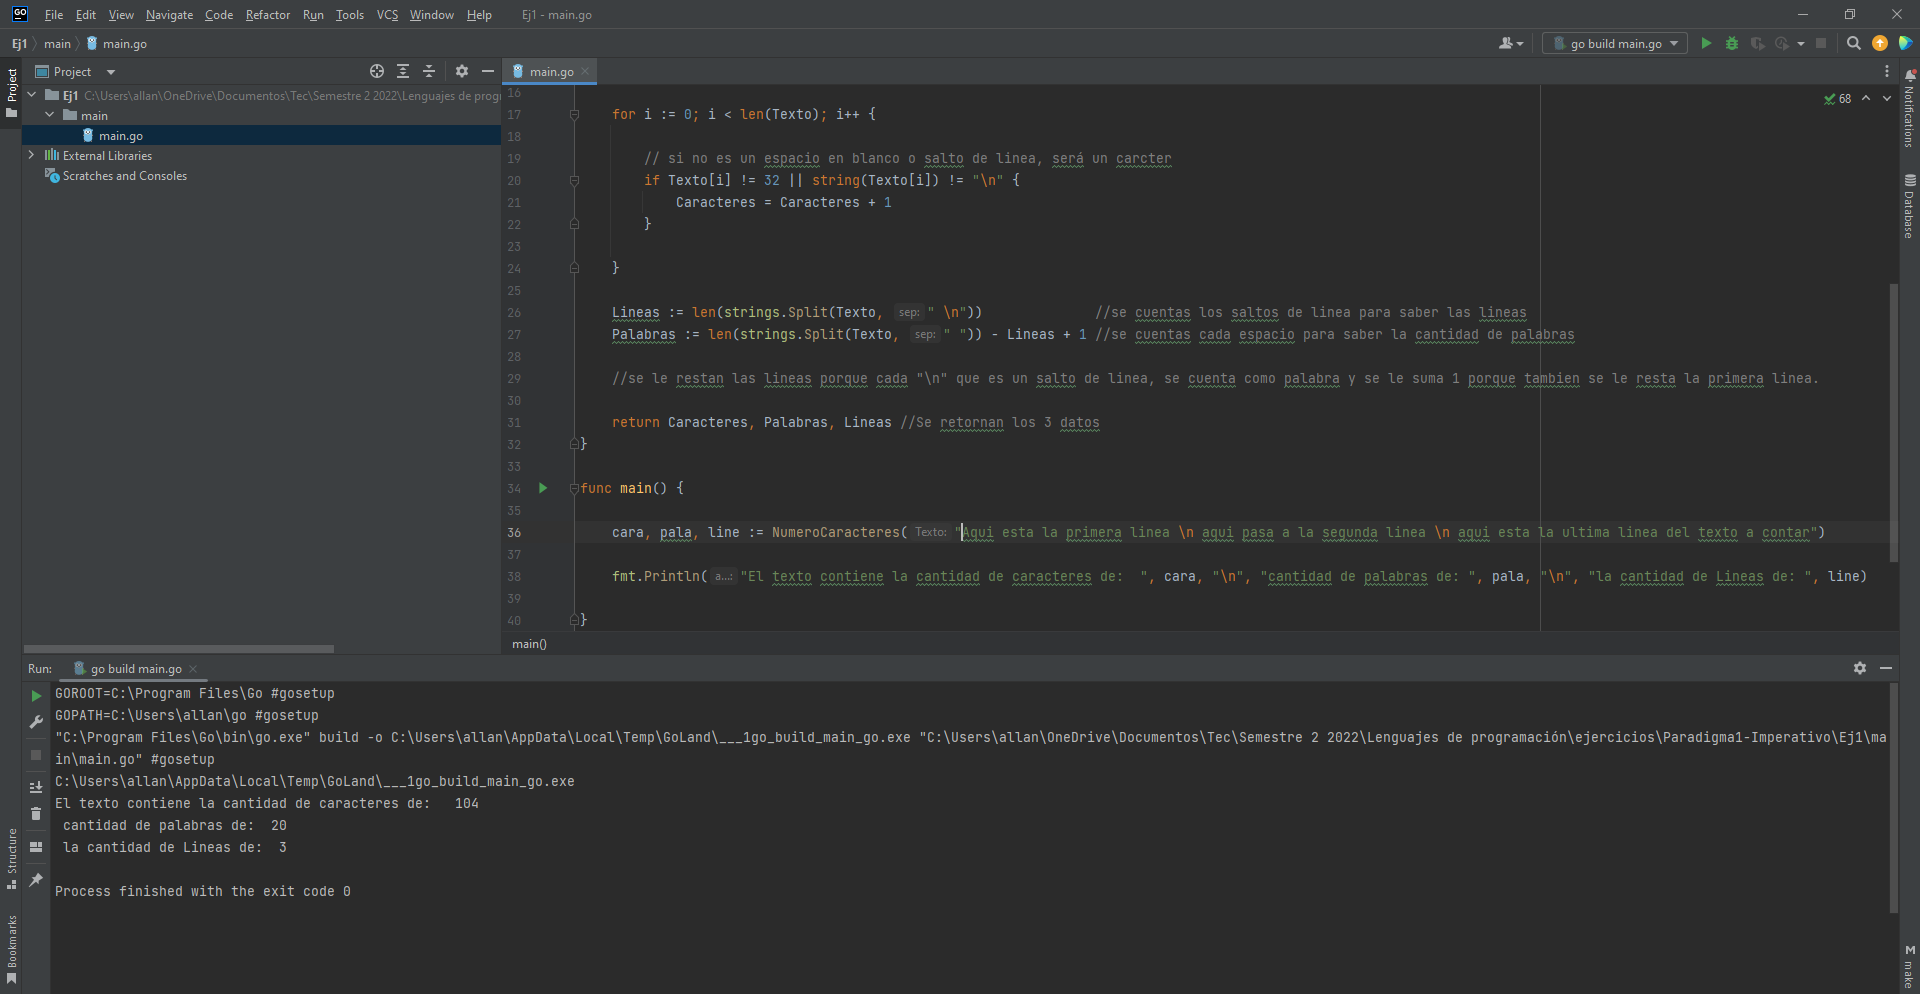 GO File Edit View Navigate Code Refactor Run Tools VCS Window Help Ej1 - main.go
Ej1 main main.go
go build main.go
Project
Project
main.go
Ej1 C:\Users\allan\OneDrive\Documentos\Tec\Semestre 2 2022\Lenguajes de prog
main
main.go
External Libraries
Scratches and Consoles
68
16
17 for i := 0; i < len(Texto); i++ {
18
19 // si no es un espacio en blanco o salto de linea, será un carcter
20 if Texto[i] != 32 || string(Texto[i]) != "\n" {
21 Caracteres = Caracteres + 1
22 }
23
24 }
25
26 Lineas := len(strings.Split(Texto, sep: " \n")) //se cuentas los saltos de linea para saber las lineas
27 Palabras := len(strings.Split(Texto, sep: " ")) - Lineas + 1 //se cuentas cada espacio para saber la cantidad de palabras
28
29 //se le restan las lineas porque cada "\n" que es un salto de linea, se cuenta como palabra y se le suma 1 porque tambien se le resta la primera linea.
30
31 return Caracteres, Palabras, Lineas //Se retornan los 3 datos
32 }
33
34 func main() {
35
36 cara, pala, line := NumeroCaracteres( Texto: "Aqui esta la primera linea \n aqui pasa a la segunda linea \n aqui esta la ultima linea del texto a contar")
37
38 fmt.Println( a...: "El texto contiene la cantidad de caracteres de:  ", cara, "\n", "cantidad de palabras de: ", pala, "\n", "la cantidad de Lineas de: ", line)
39
40 }
main()
Notifications
Database
make
Structure
Bookmarks
Run: go build main.go
GOROOT=C:\Program Files\Go #gosetup
GOPATH=C:\Users\allan\go #gosetup
"C:\Program Files\Go\bin\go.exe" build -o C:\Users\allan\AppData\Local\Temp\GoLand\___1go_build_main_go.exe "C:\Users\allan\OneDrive\Documentos\Tec\Semestre 2 2022\Lenguajes de programación\ejercicios\Paradigma1-Imperativo\Ej1\ma
in\main.go" #gosetup
C:\Users\allan\AppData\Local\Temp\GoLand\___1go_build_main_go.exe
El texto contiene la cantidad de caracteres de:   104
cantidad de palabras de:  20
la cantidad de Lineas de:  3
Process finished with the exit code 0